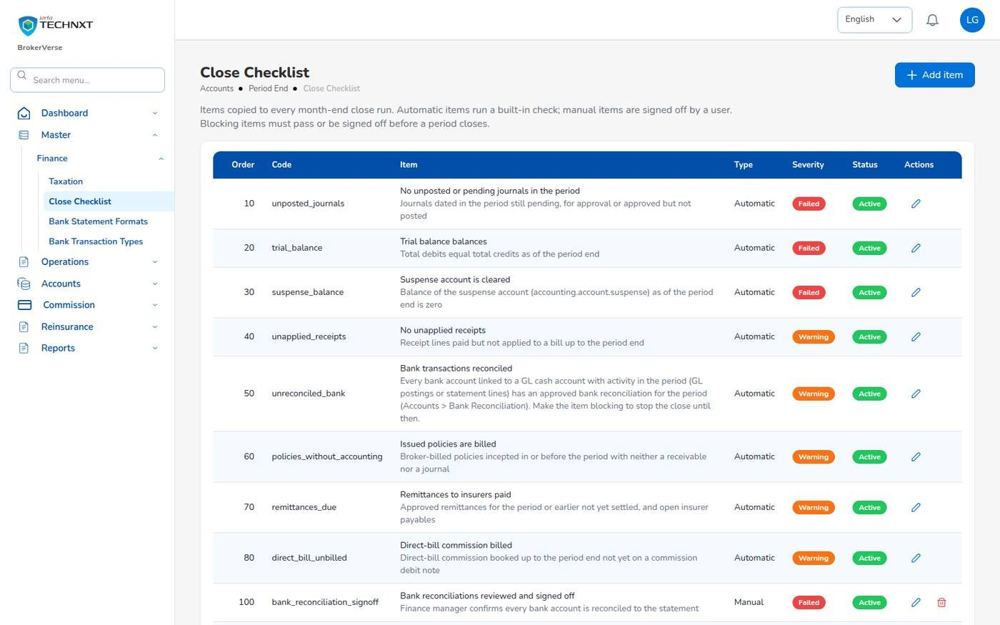 iorta
TECHNXT
BrokerVerse
Search menu...
Dashboard
Master
Finance
Taxation
Close Checklist
Bank Statement Formats
Bank Transaction Types
Operations
Accounts
Commission
Reinsurance
Reports
English
LG
Close Checklist
Accounts • Period End • Close Checklist
Add item
Items copied to every month-end close run. Automatic items run a built-in check; manual items are signed off by a user.
Blocking items must pass or be signed off before a period closes.
Order Code Item Type Severity Status Actions
No unposted or pending journals in the period
10 unposted_journals Journals dated in the period still pending, for approval or approved but not Automatic Failed Active
posted
Trial balance balances
20 trial_balance Automatic Failed Active
Total debits equal total credits as of the period end
Suspense account is cleared
30 suspense_balance Balance of the suspense account (accounting.account.suspense) as of the period Automatic Failed Active
end is zero
No unapplied receipts
40 unapplied_receipts Automatic Warning Active
Receipt lines paid but not applied to a bill up to the period end
Bank transactions reconciled
Every bank account linked to a GL cash account with activity in the period (GL
50 unreconciled_bank postings or statement lines) has an approved bank reconciliation for the period Automatic Warning Active
(Accounts > Bank Reconciliation). Make the item blocking to stop the close until
then.
Issued policies are billed
60 policies_without_accounting Broker-billed policies incepted in or before the period with neither a receivable Automatic Warning Active
nor a journal
Remittances to insurers paid
70 remittances_due Approved remittances for the period or earlier not yet settled, and open insurer Automatic Warning Active
payables
Direct-bill commission billed
80 direct_bill_unbilled Direct-bill commission booked up to the period end not yet on a commission Automatic Warning Active
debit note
Bank reconciliations reviewed and signed off
100 bank_reconciliation_signoff Manual Failed Active
Finance manager confirms every bank account is reconciled to the statement